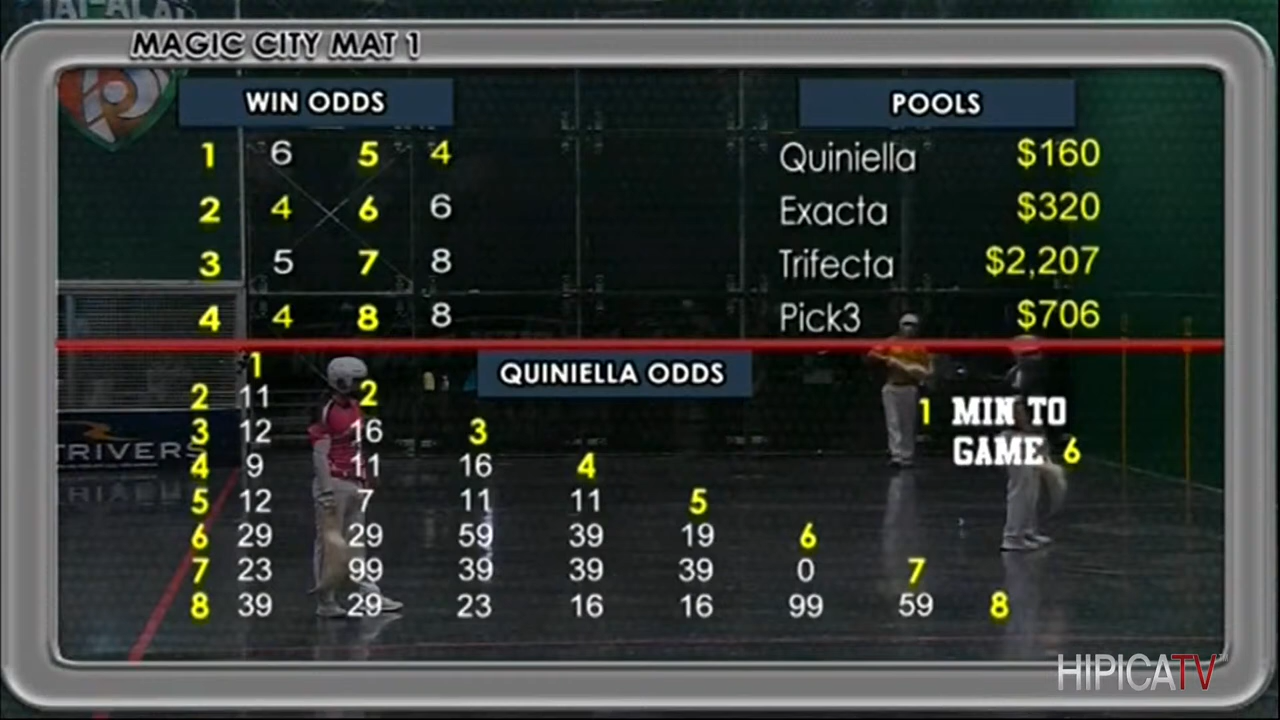 JAI-ALAI
MAGIC CITY MAT 1
WIN ODDS
1 6 5 4
2 4 6 6
3 5 7 8
4 4 8 8
POOLS
Quiniella $160
Exacta $320
Trifecta $2,207
Pick3 $706
QUINIELLA ODDS
1
2 11 2
3 12 16 3
4 9 11 16 4
5 12 7 11 11 5
6 29 29 59 39 19 6
7 23 99 39 39 39 0 7
8 39 29 23 16 16 99 59 8
1 MIN TO
GAME 6
TRIVERS
HIPICATV™